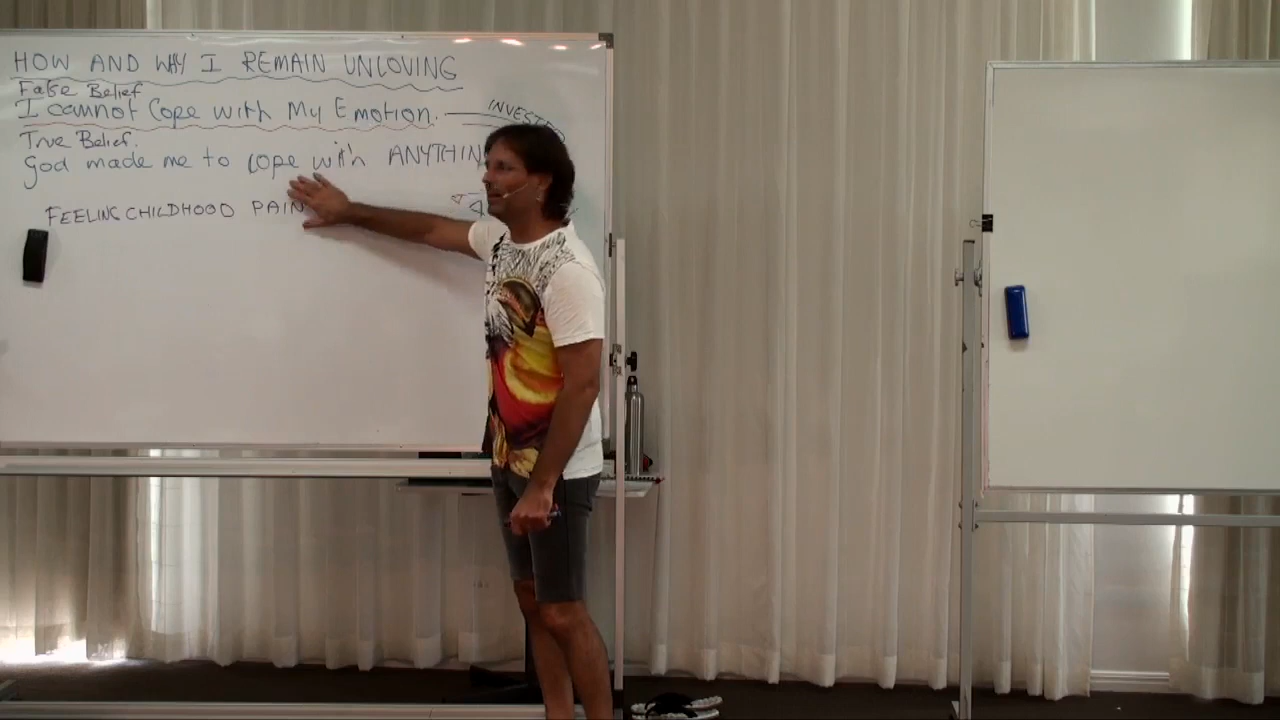 HOW AND WHY I REMAIN UNLOVING
False Belief
I cannot Cope with My Emotion.
INVEST
True Belief.
God made me to cope with ANYTHIN
FEELING CHILDHOOD PAIN